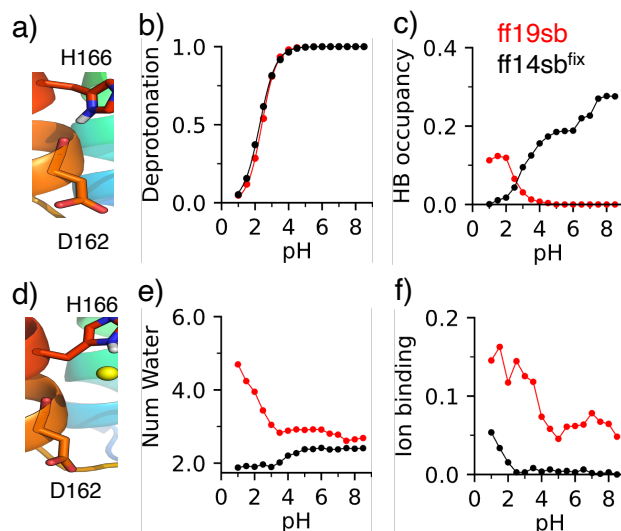 a)
H166
D162
b)
Deprotonation
1.0
0.5
0.0
0 2 4 6 8
pH
c)
ff19sb
ff14sbfix
HB occupancy
0.4
0.2
0.0
0 2 4 6 8
pH
d)
H166
D162
e)
Num Water
6.0
4.0
2.0
0 2 4 6 8
pH
f)
Ion binding
0.2
0.1
0.0
0 2 4 6 8
pH